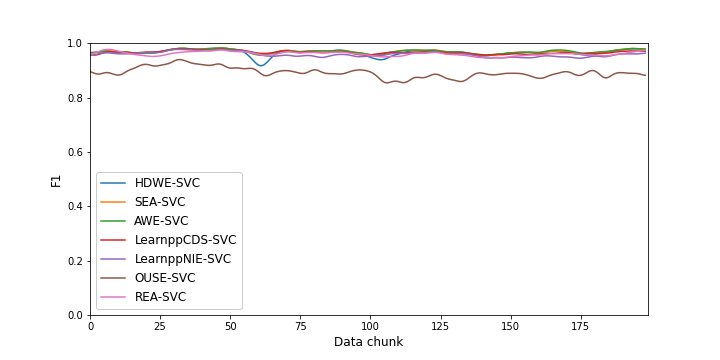 1.0
0.8
0.6
0.4
0.2
0.0
F1
HDWE-SVC
SEA-SVC
AWE-SVC
LearnppCDS-SVC
LearnppNIE-SVC
OUSE-SVC
REA-SVC
0 25 50 75 100 125 150 175
Data chunk